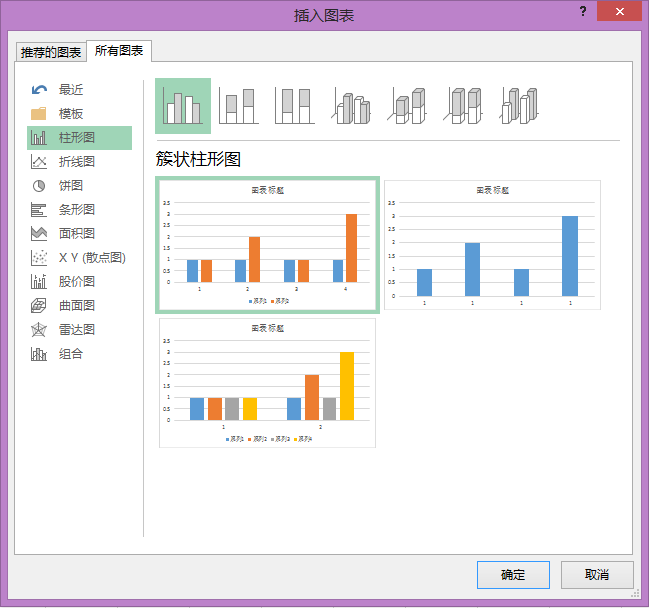 插入图表
?
推荐的图表 所有图表
最近
模板
柱形图
折线图
饼图
条形图
面积图
X Y (散点图)
股价图
曲面图
雷达图
组合
簇状柱形图
图表标题
3.5
3
2.5
2
1.5
1
0.5
0
1 2 3 4
系列1 系列2
图表标题
3.5
3
2.5
2
1.5
1
0.5
0
1 1 1 1
图表标题
3.5
3
2.5
2
1.5
1
0.5
0
1 2
系列1 系列2 系列3 系列4
确定 取消